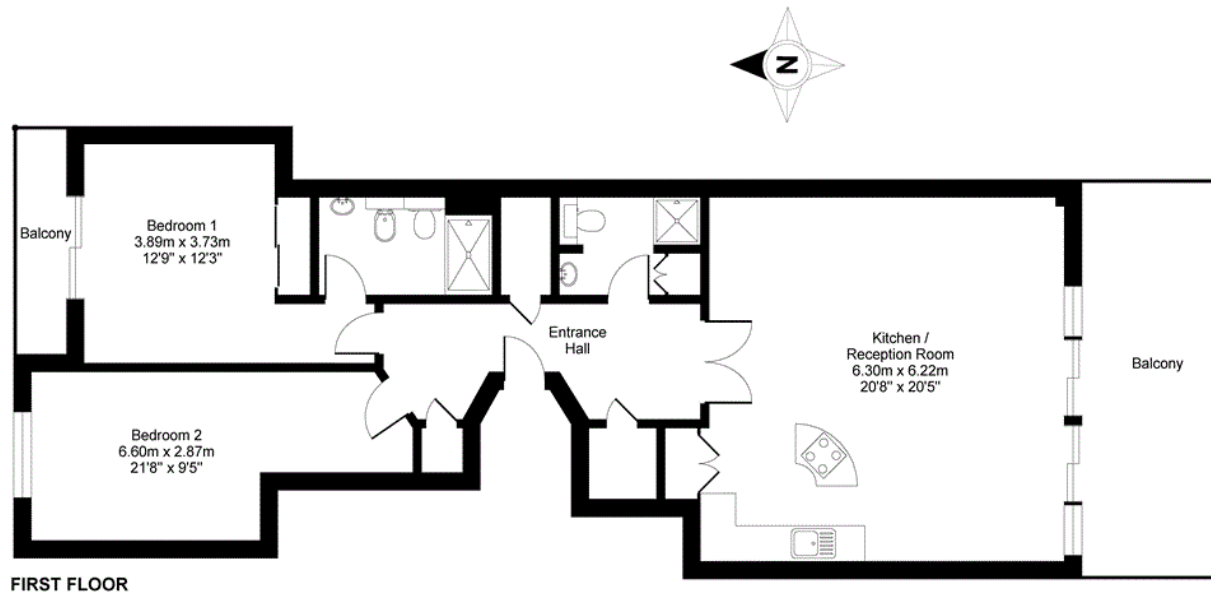 N
Balcony
Bedroom 1
3.89m x 3.73m
12'9" x 12'3"
Entrance
Hall
Kitchen /
Reception Room
6.30m x 6.22m
20'8" x 20'5"
Balcony
Bedroom 2
6.60m x 2.87m
21'8" x 9'5"
FIRST FLOOR